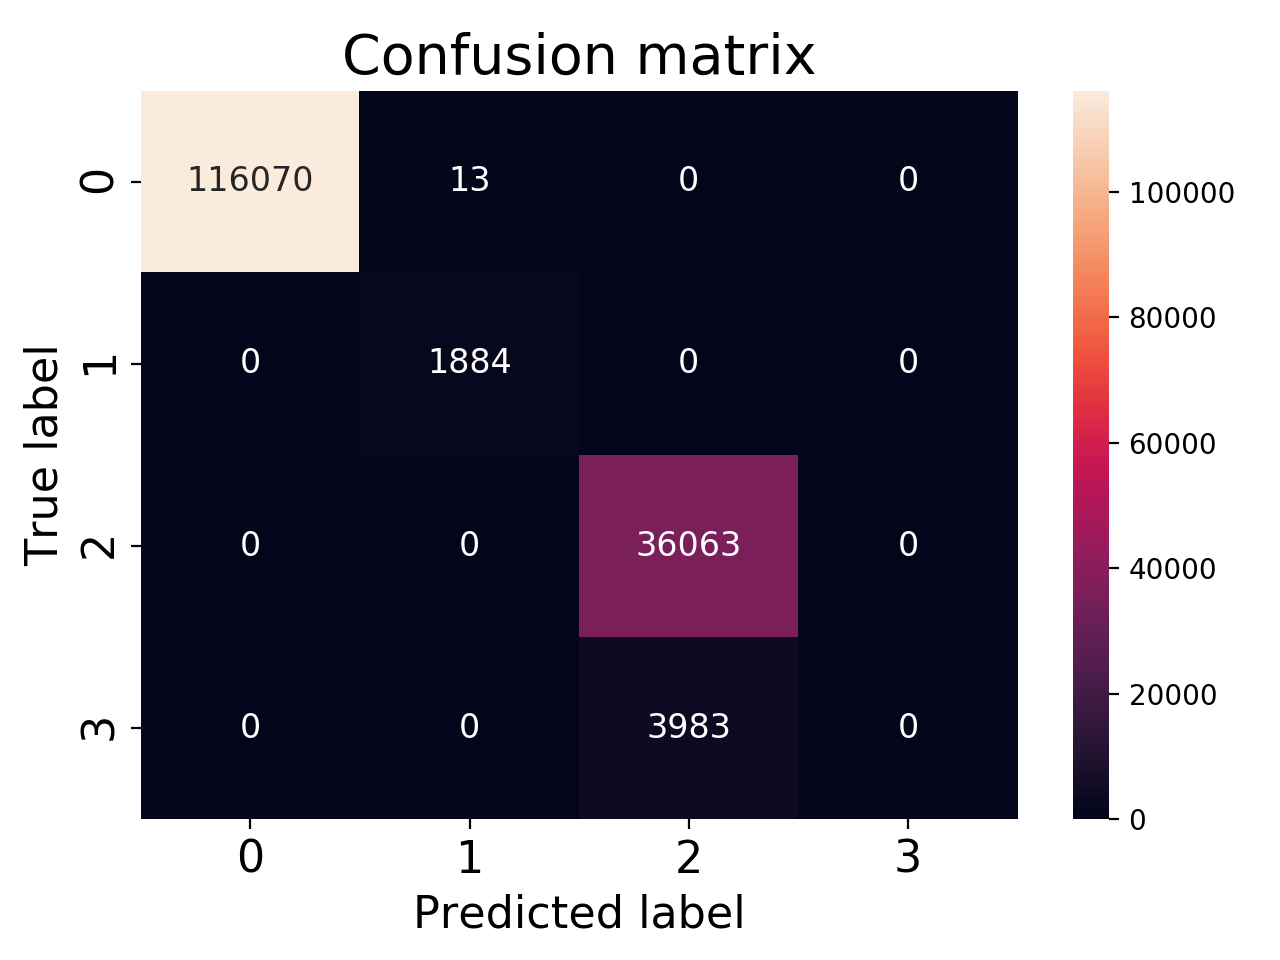 Confusion matrix
0 116070 13 0 0
1 0 1884 0 0
2 0 0 36063 0
3 0 0 3983 0
0 1 2 3
Predicted label
True label
100000
80000
60000
40000
20000
0